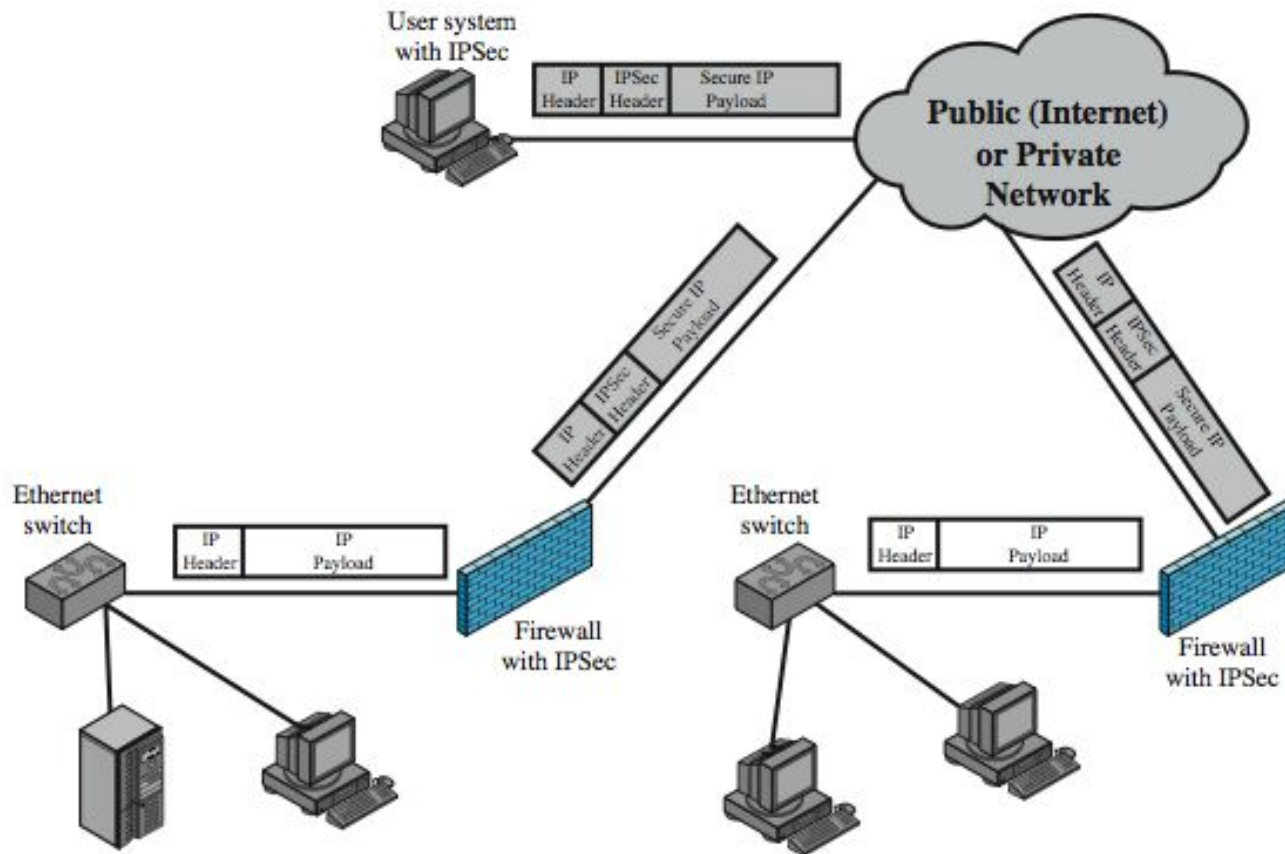 User system
with IPSec
IP
Header
IPSec
Header
Secure IP
Payload
Public (Internet)
or Private
Network
IP
Header
IPSec
Header
Secure IP
Payload
IP
Header
IPSec
Header
Secure IP
Payload
Ethernet
switch
IP
Header
IP
Payload
Firewall
with IPSec
Ethernet
switch
IP
Header
IP
Payload
Firewall
with IPSec